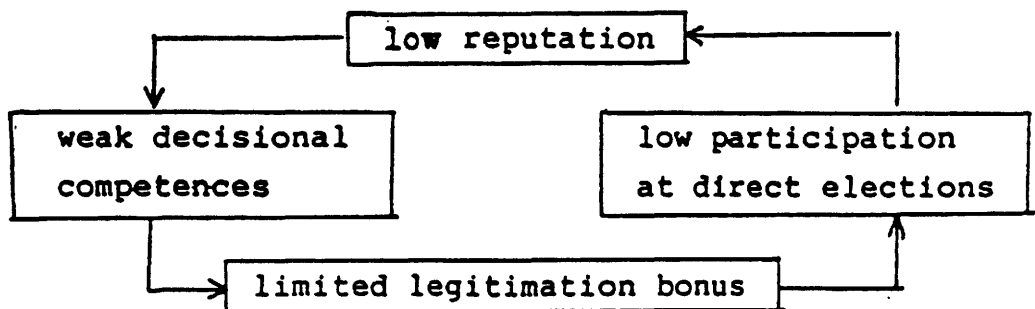 low reputation
weak decisional
competences
low participation
at direct elections
limited legitimation bonus